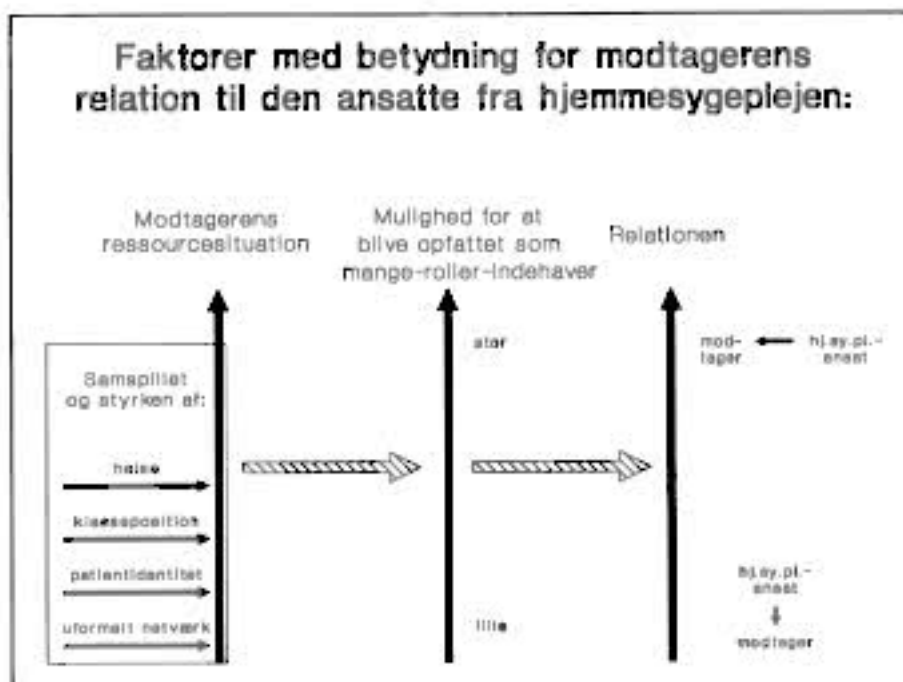 Faktorer med betydning for modtagerens
relation til den ansatte fra hjemmesygeplejen:
Modtagerens
ressourcesituation
Mulighed for at
blive opfattet som
mange-roller-indehaver
Relationen
Samspillet
og styrken af:
helse
klasseposition
patientidentitet
uformelt netværk
stor
lille
mod-
tager
hj.sy.pl.-
ansat
hj.sy.pl.-
ansat
modtager